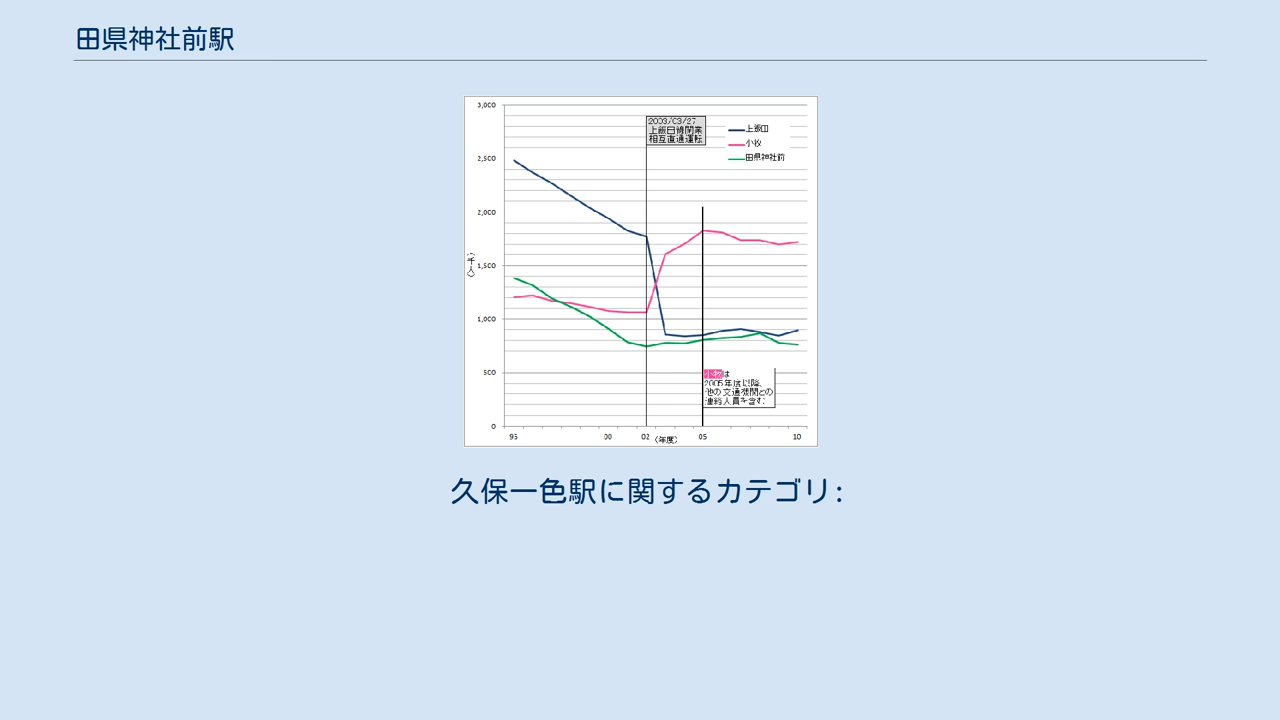 田県神社前駅
3,000
2,500
2,000
1,500
1,000
500
0
(千人)
2003/03/27
上飯田線開業
相互直通運転
上飯田
小牧
田県神社前
小牧は
2005年度以降、
他の交通機関との
連絡人員を含む
95
00
02
(年度)
05
10
久保一色駅に関するカテゴリ: